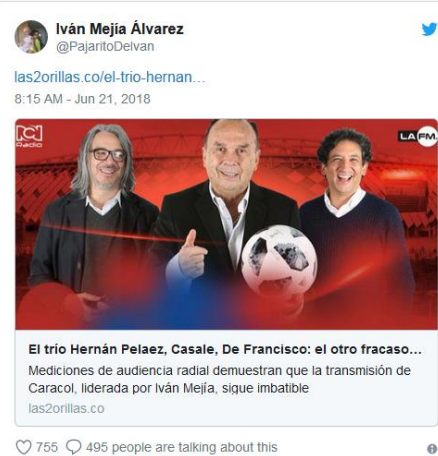 Iván Mejía Álvarez
@PajaritoDeIvan
las2orillas.co/el-trio-hernan…
8:15 AM - Jun 21, 2018
RCN
Radio
LA FM.
El trío Hernán Pelaez, Casale, De Francisco: el otro fracaso…
Mediciones de audiencia radial demuestran que la transmisión de
Caracol, liderada por Iván Mejía, sigue imbatible
las2orillas.co
755 495 people are talking about this